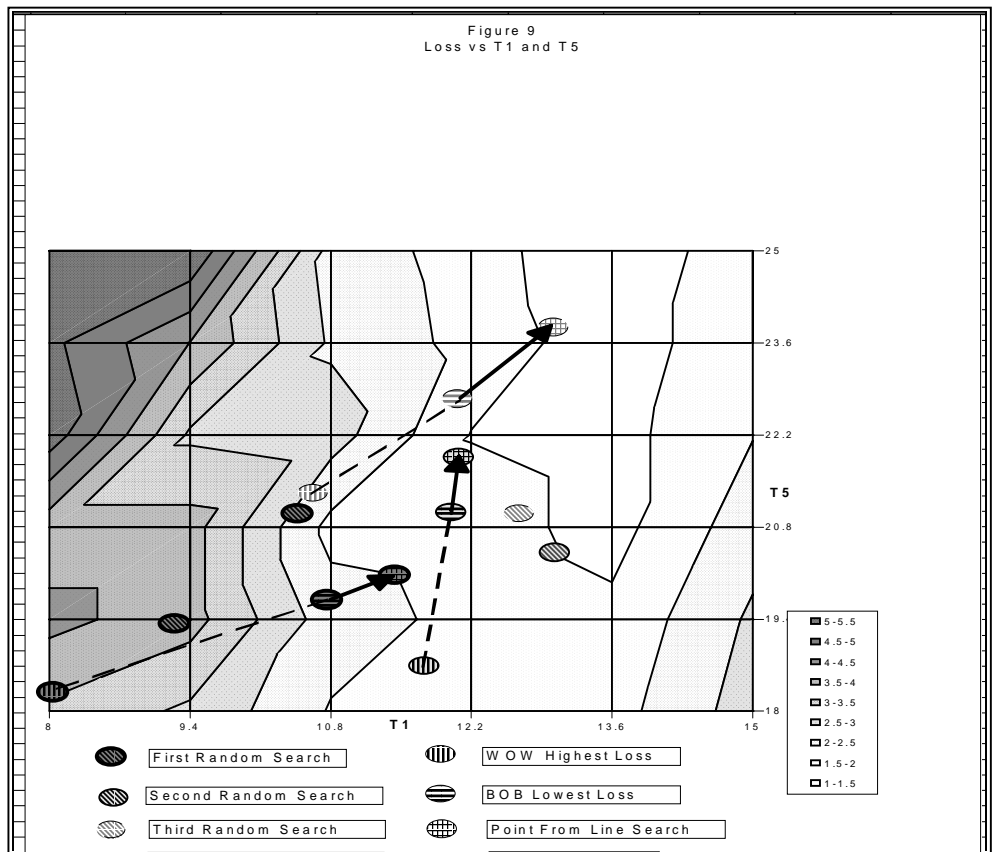 Figure 9
Loss vs T1 and T5
25
23.6
22.2
T5
20.8
19.
18
8
9.4
10.8
T1
12.2
13.6
15
5-5.5
4.5-5
4-4.5
3.5-4
3-3.5
2.5-3
2-2.5
1.5-2
1-1.5
First Random Search
WOW Highest Loss
Second Random Search
BOB Lowest Loss
Third Random Search
Point From Line Search